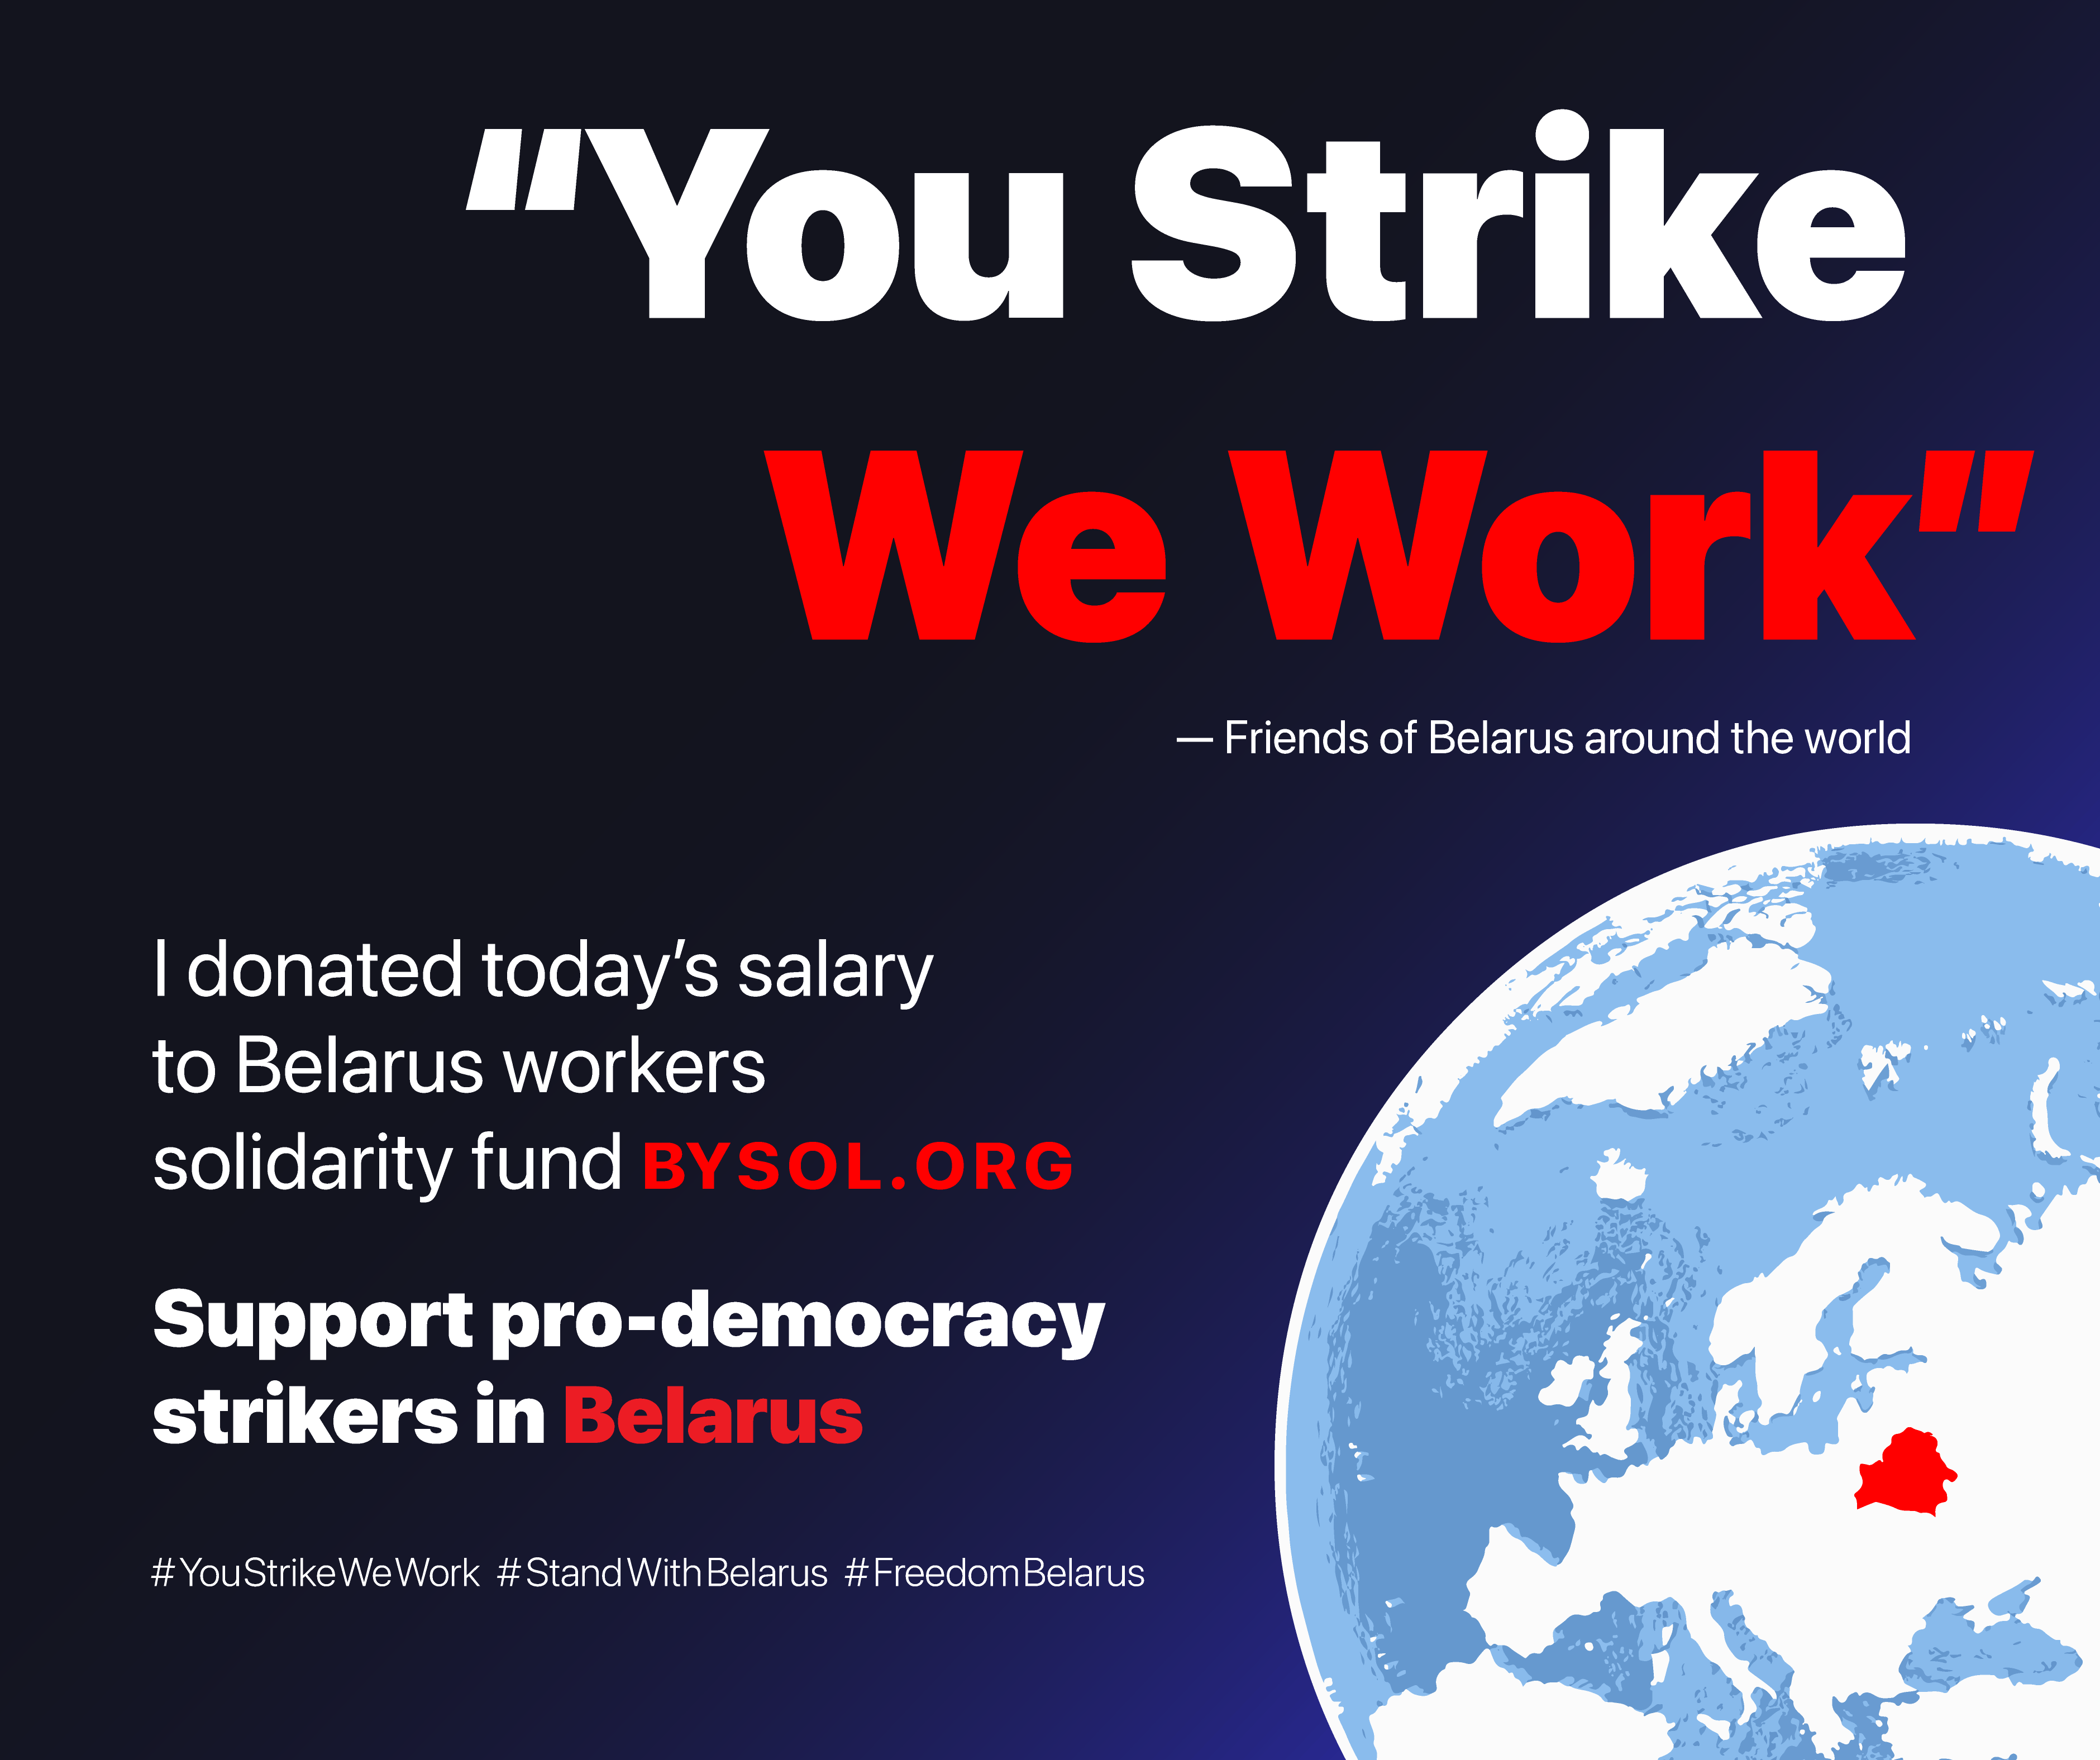 “You Strike
We Work”
— Friends of Belarus around the world
I donated today’s salary
to Belarus workers
solidarity fund BYSOL.ORG
Support pro-democracy
strikers in Belarus
#YouStrikeWeWork #StandWithBelarus #FreedomBelarus